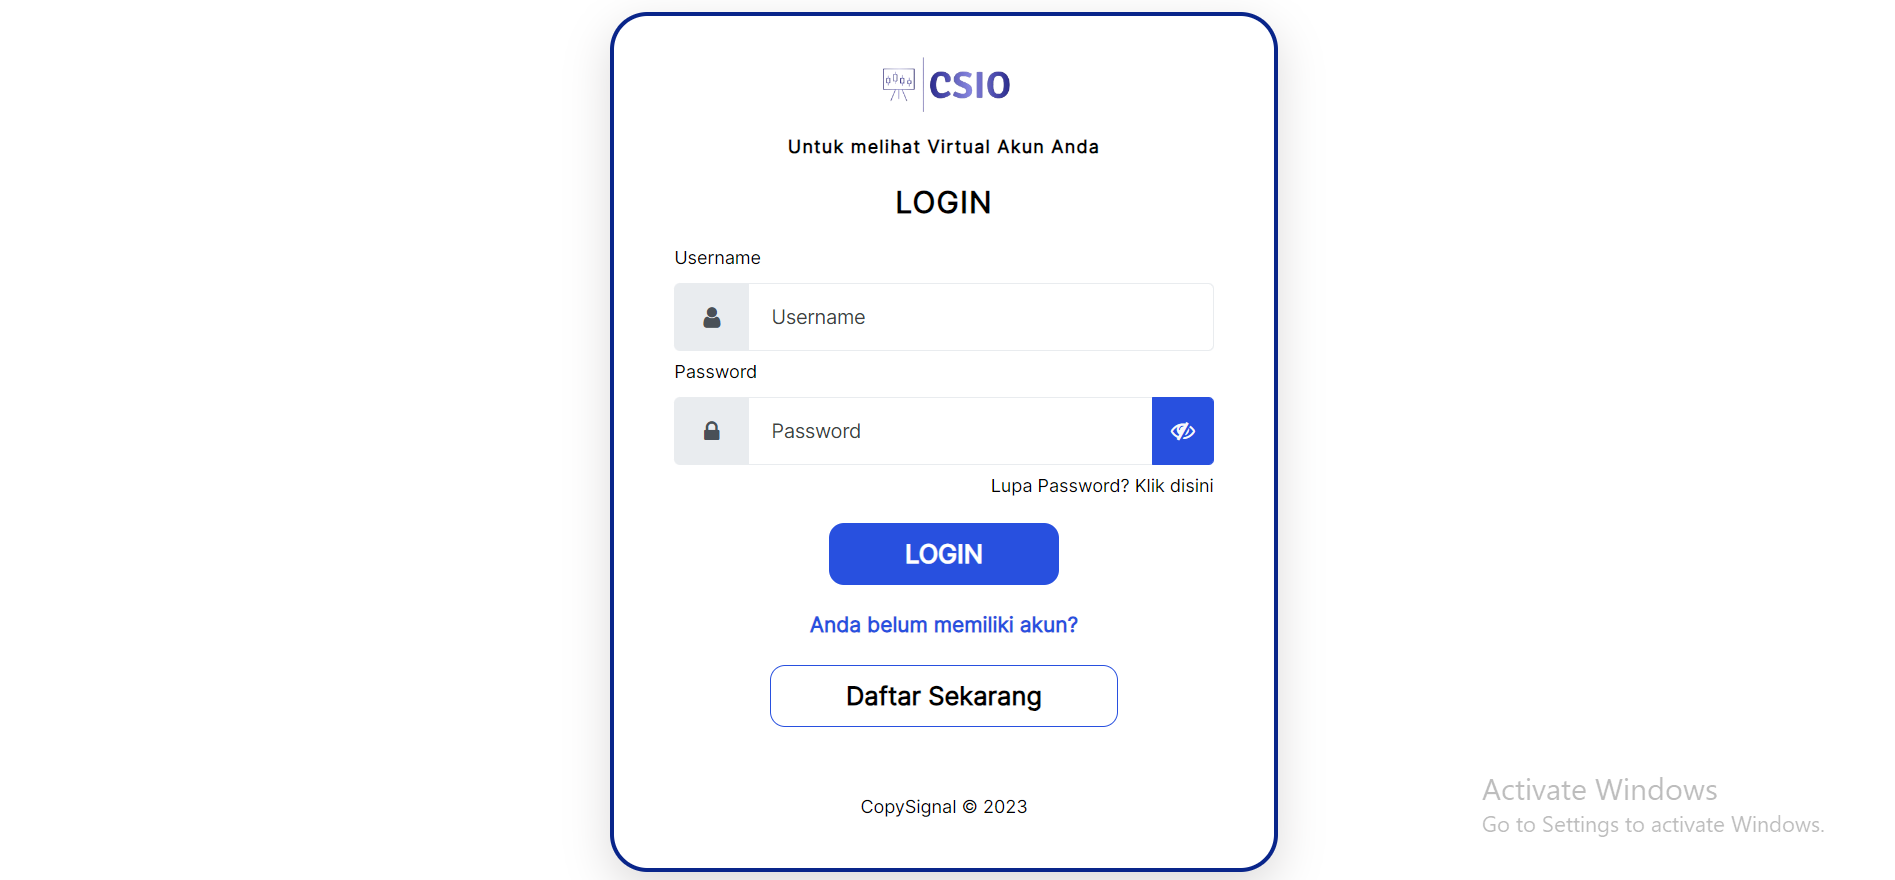 CSIO
Untuk melihat Virtual Akun Anda
LOGIN
Username
Username
Password
Password
Lupa Password? Klik disini
LOGIN
Anda belum memiliki akun?
Daftar Sekarang
CopySignal © 2023
Activate Windows
Go to Settings to activate Windows.